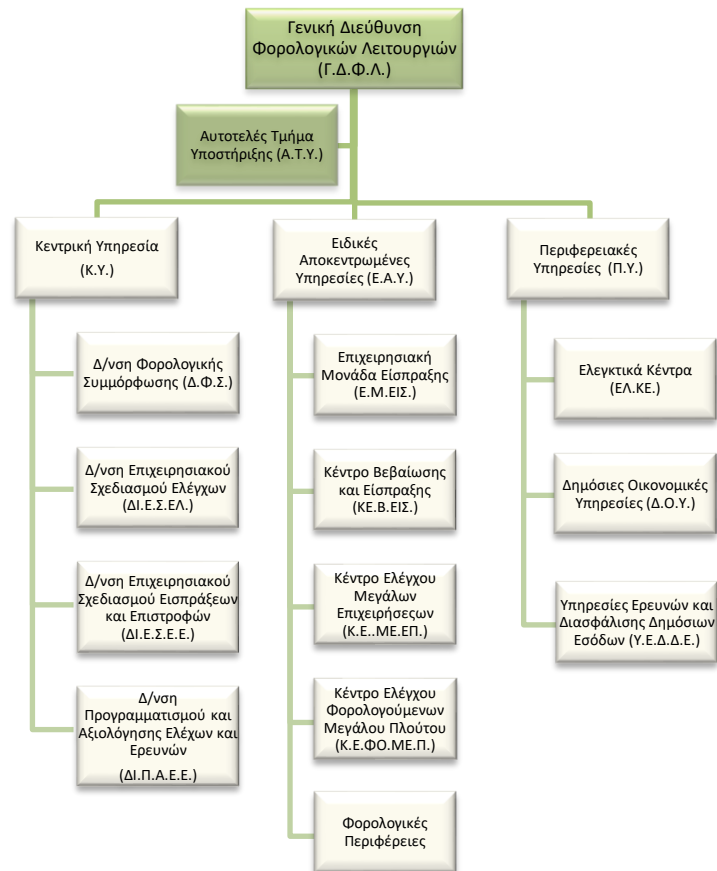 Γενική Διεύθυνση
Φορολογικών Λειτουργιών
(Γ.Δ.Φ.Λ.)
Αυτοτελές Τμήμα
Υποστήριξης (Α.Τ.Υ.)
Κεντρική Υπηρεσία
(Κ.Υ.)
Δ/νση Φορολογικής
Συμμόρφωσης (Δ.Φ.Σ.)
Δ/νση Επιχειρησιακού
Σχεδιασμού Ελέγχων
(ΔΙ.Ε.Σ.ΕΛ.)
Δ/νση Επιχειρησιακού
Σχεδιασμού Εισπράξεων
και Επιστροφών
(ΔΙ.Ε.Σ.Ε.Ε.)
Δ/νση
Προγραμματισμού και
Αξιολόγησης Ελέχων και
Ερευνών
(ΔΙ.Π.Α.Ε.Ε.)
Ειδικές
Αποκεντρωμένες
Υπηρεσίες (Ε.Α.Υ.)
Επιχειρησιακή
Μονάδα Είσπραξης
(Ε.Μ.ΕΙΣ.)
Κέντρο Βεβαίωσης
και Είσπραξης
(ΚΕ.Β.ΕΙΣ.)
Κέντρο Ελέγχου
Μεγάλων
Επιχειρήσεςων
(Κ.Ε..ΜΕ.ΕΠ.)
Κέντρο Ελέγχου
Φορολογούμενων
Μεγάλου Πλούτου
(Κ.Ε.ΦΟ.ΜΕ.Π.)
Φορολογικές
Περιφέρειες
Περιφερειακές
Υπηρεσίες (Π.Υ.)
Ελεγκτικά Κέντρα
(ΕΛ.ΚΕ.)
Δημόσιες Οικονομικές
Υπηρεσίες (Δ.Ο.Υ.)
Υπηρεσίες Ερευνών και
Διασφάλισης Δημόσιων
Εσόδων (Υ.Ε.Δ.Δ.Ε.)